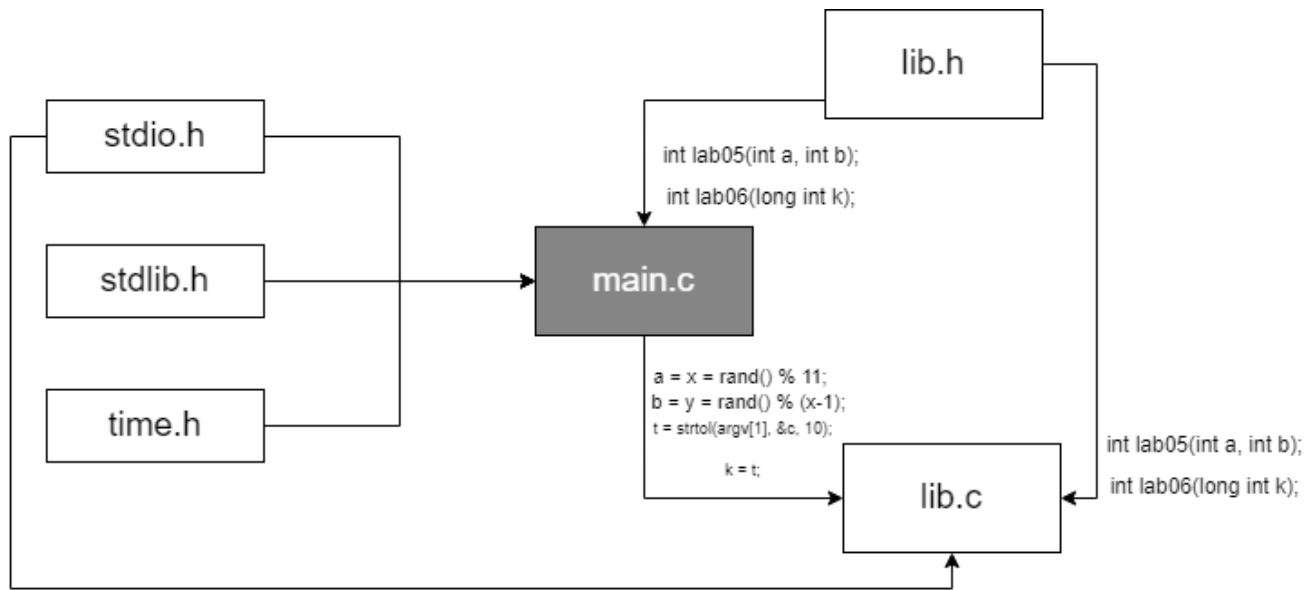 lib.h
stdio.h
int lab05(int a, int b);
int lab06(long int k);
stdlib.h
main.c
a = x = rand() % 11;
b = y = rand() % (x-1);
t = strtol(argv[1], &c, 10);
time.h
k = t;
int lab05(int a, int b);
int lab06(long int k);
lib.c